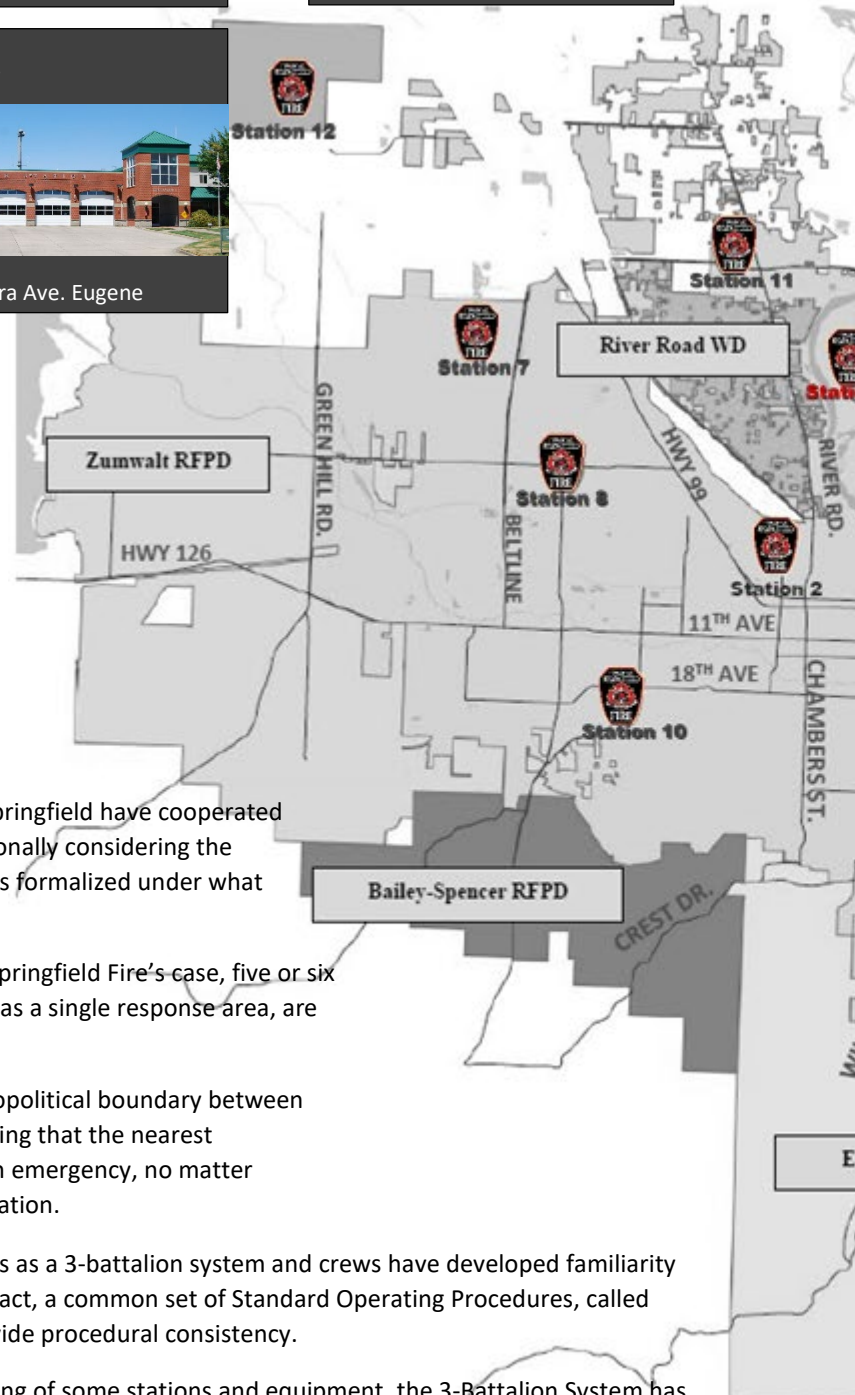 Station 12
ra Ave. Eugene
Station 11
Station 7
River Road WD
GREEN HILL RD.
Zumwalt RFPD
HWY 99
RIVER RD.
Station 8
BELTLINE
HWY 126
Station 2
11TH AVE
18TH AVE
CHAMBERS ST.
Station 10
pringfield have cooperated
onally considering the
s formalized under what
Bailey-Spencer RFPD
CREST DR.
pringfield Fire’s case, five or six
as a single response area, are
opolitical boundary between
ing that the nearest
n emergency, no matter
ation.
s as a 3-battalion system and crews have developed familiarity
act, a common set of Standard Operating Procedures, called
ide procedural consistency.
ng of some stations and equipment, the 3-Battalion System has